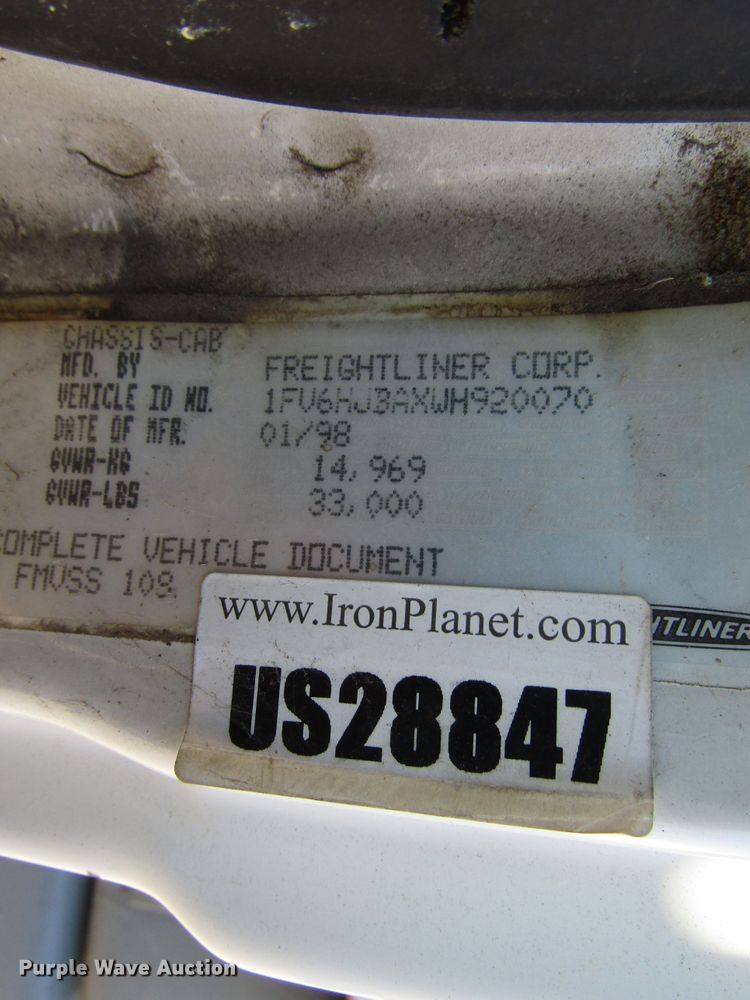 CHASSIS-CAB
MFD. BY FREIGHTLINER CORP.
VEHICLE ID NO. 1FV6HJBAXWH920070
DATE OF MFR. 01/98
GVWR-KG 14,969
GVWR-LBS 33,000
COMPLETE VEHICLE DOCUMENT
FMVSS 108
www.IronPlanet.com
HTLINER
US28847
Purple Wave Auction